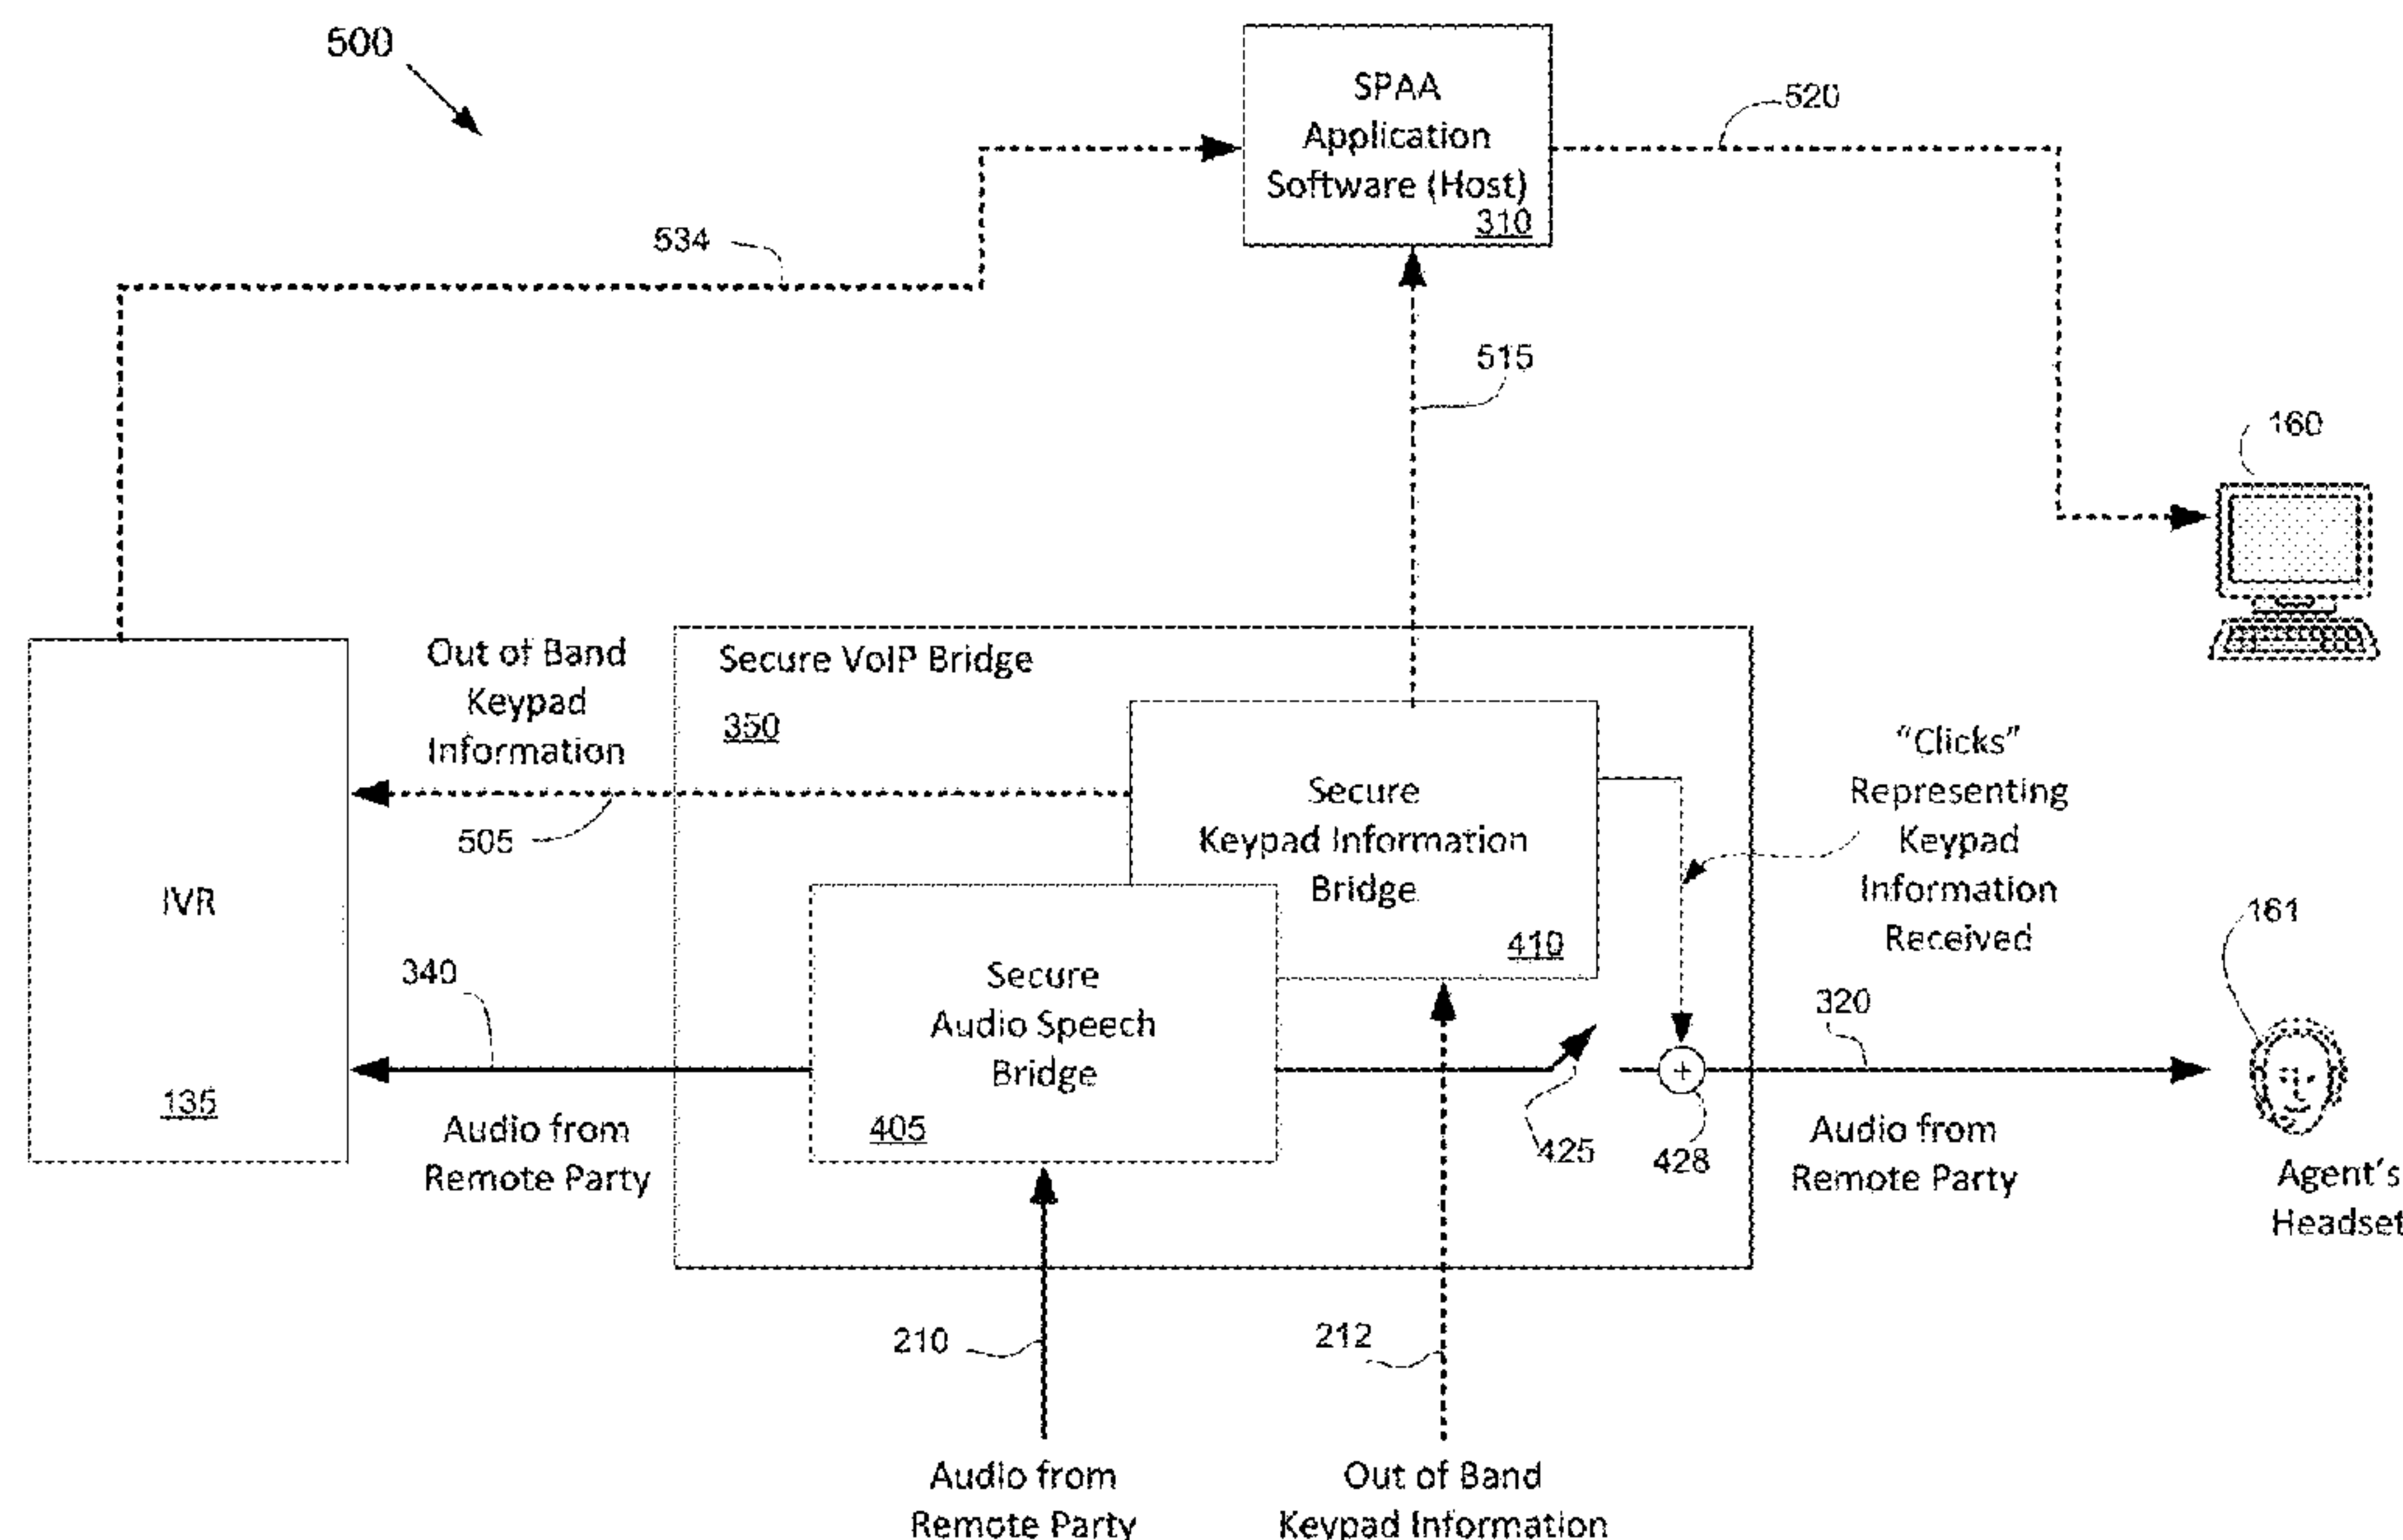 500
SPAA
Application
Software (Host)
310
520
534
515
160
Out of Band
Keypad
Information
505
Secure VoIP Bridge
350
Secure
Keypad Information
Bridge
410
"Clicks"
Representing
Keypad
Information
Received
161
IVR
135
340
Audio from
Remote Party
Secure
Audio Speech
Bridge
405
425
+
428
320
Audio from
Remote Party
Agent's
Headset
210
212
Audio from
Remote Party
Out of Band
Keypad Information